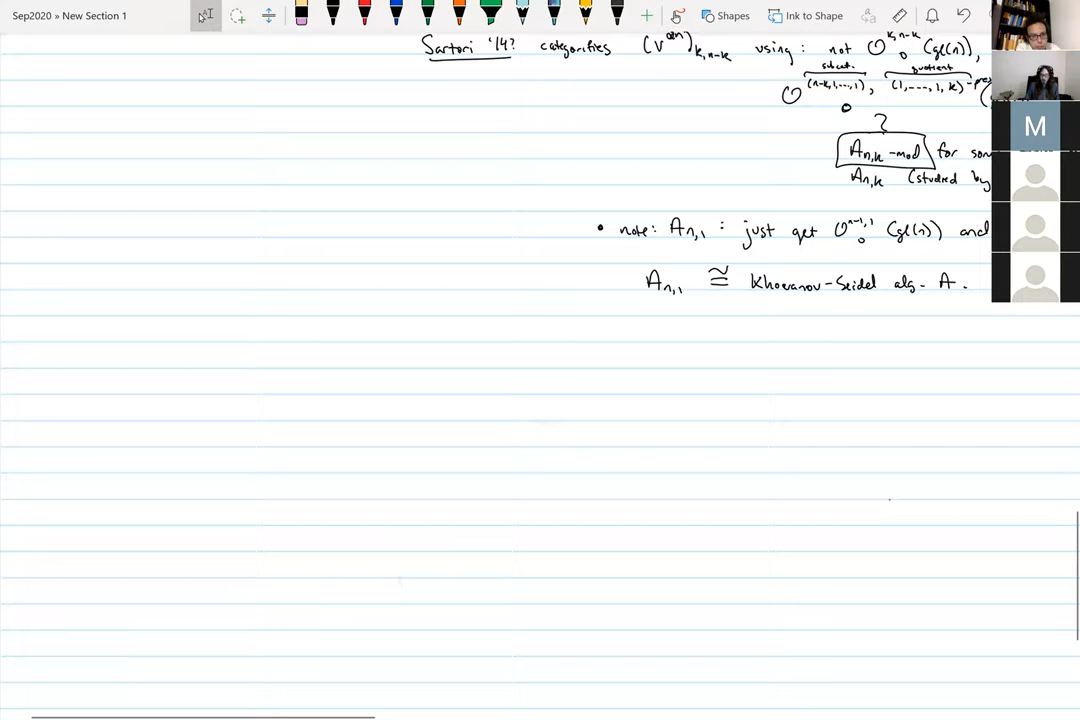 Sep2020 » New Section 1
Shapes
Ink to Shape
Sartori '14? categorifies (V^{⊗n})_{k,n-k} using: not O_0^{k,n-k} (gl(n)),
subcat. quotient
O_0^{(n-k,1,...,1), (1,...,1,k)-pres
A_{n,k}-mod for som
A_{n,k} (studied by
• note: A_{n,1} : just get O_0^{n-1,1} (gl(n)) and
A_{n,1} ≅ Khovanov-Seidel alg. A.
M